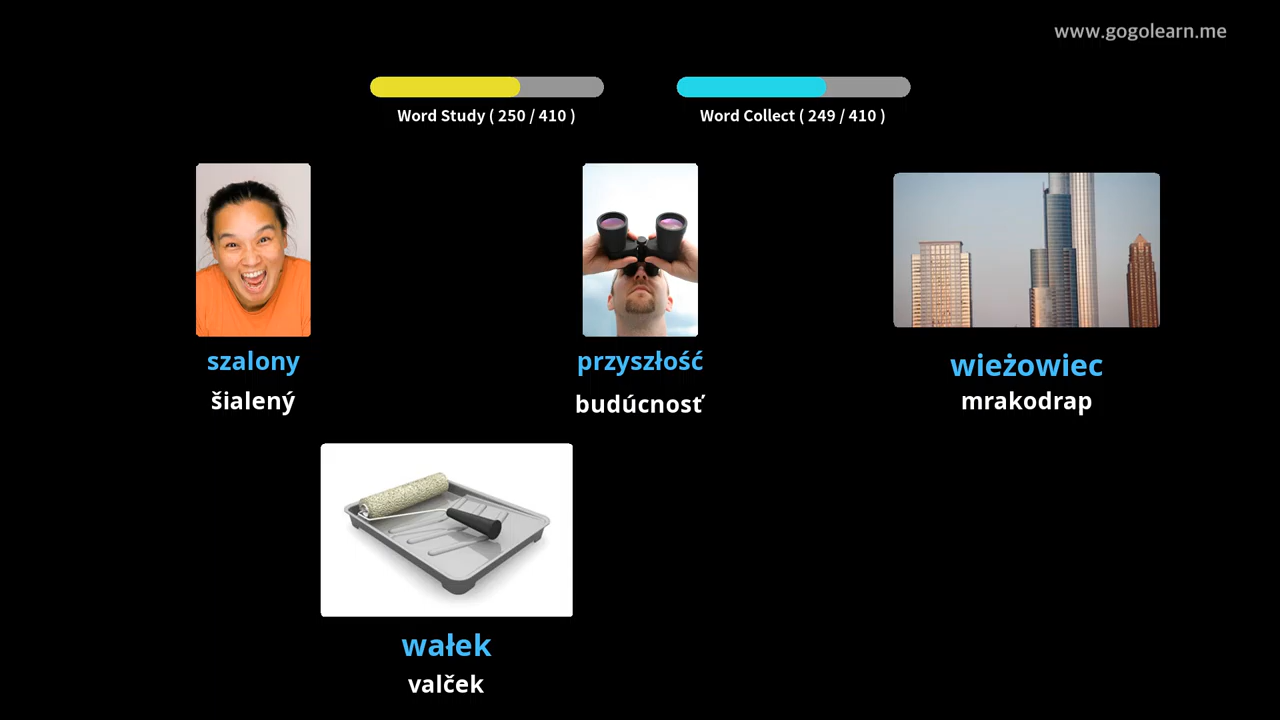 www.gogolearn.me
Word Study ( 250 / 410 )
Word Collect ( 249 / 410 )
szalony
šialený
przyszłość
budúcnosť
wieżowiec
mrakodrap
wałek
valček